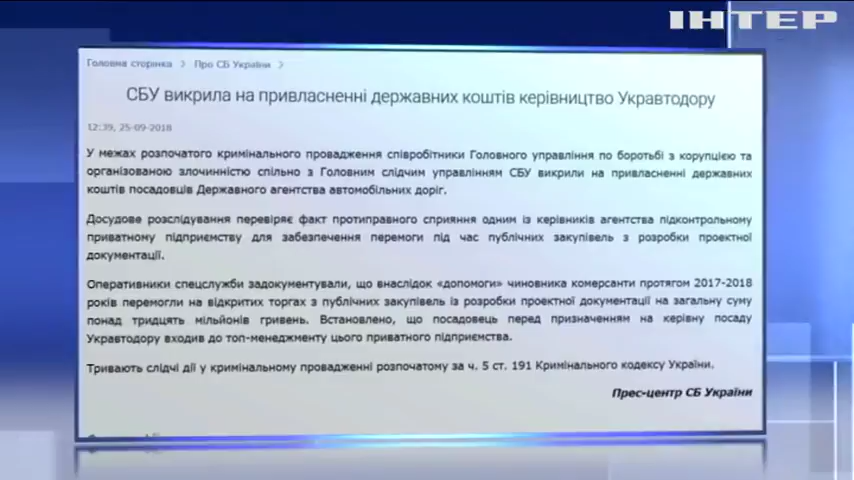 ІНТЕР
Головна сторінка > Про СБ України >
СБУ викрила на привласненні державних коштів керівництво Укравтодору
12:39, 25-09-2018
У межах розпочатого кримінального провадження співробітники Головного управління по боротьбі з корупцією та
організованою злочинністю спільно з Головним слідчим управлінням СБУ викрили на привласненні державних
коштів посадовців Державного агентства автомобільних доріг.
Досудове розслідування перевіряє факт протиправного сприяння одним із керівників агентства підконтрольному
приватному підприємству для забезпечення перемоги під час публічних закупівель з розробки проектної
документації.
Оперативники спецслужби задокументували, що внаслідок «допомоги» чиновника комерсанти протягом 2017-2018
років перемогли на відкритих торгах з публічних закупівель із розробки проектної документації на загальну суму
понад тридцять мільйонів гривень. Встановлено, що посадовець перед призначенням на керівну посаду
Укравтодору входив до топ-менеджменту цього приватного підприємства.
Тривають слідчі дії у кримінальному провадженні розпочатому за ч. 5 ст. 191 Кримінального кодексу України.
Прес-центр СБ України